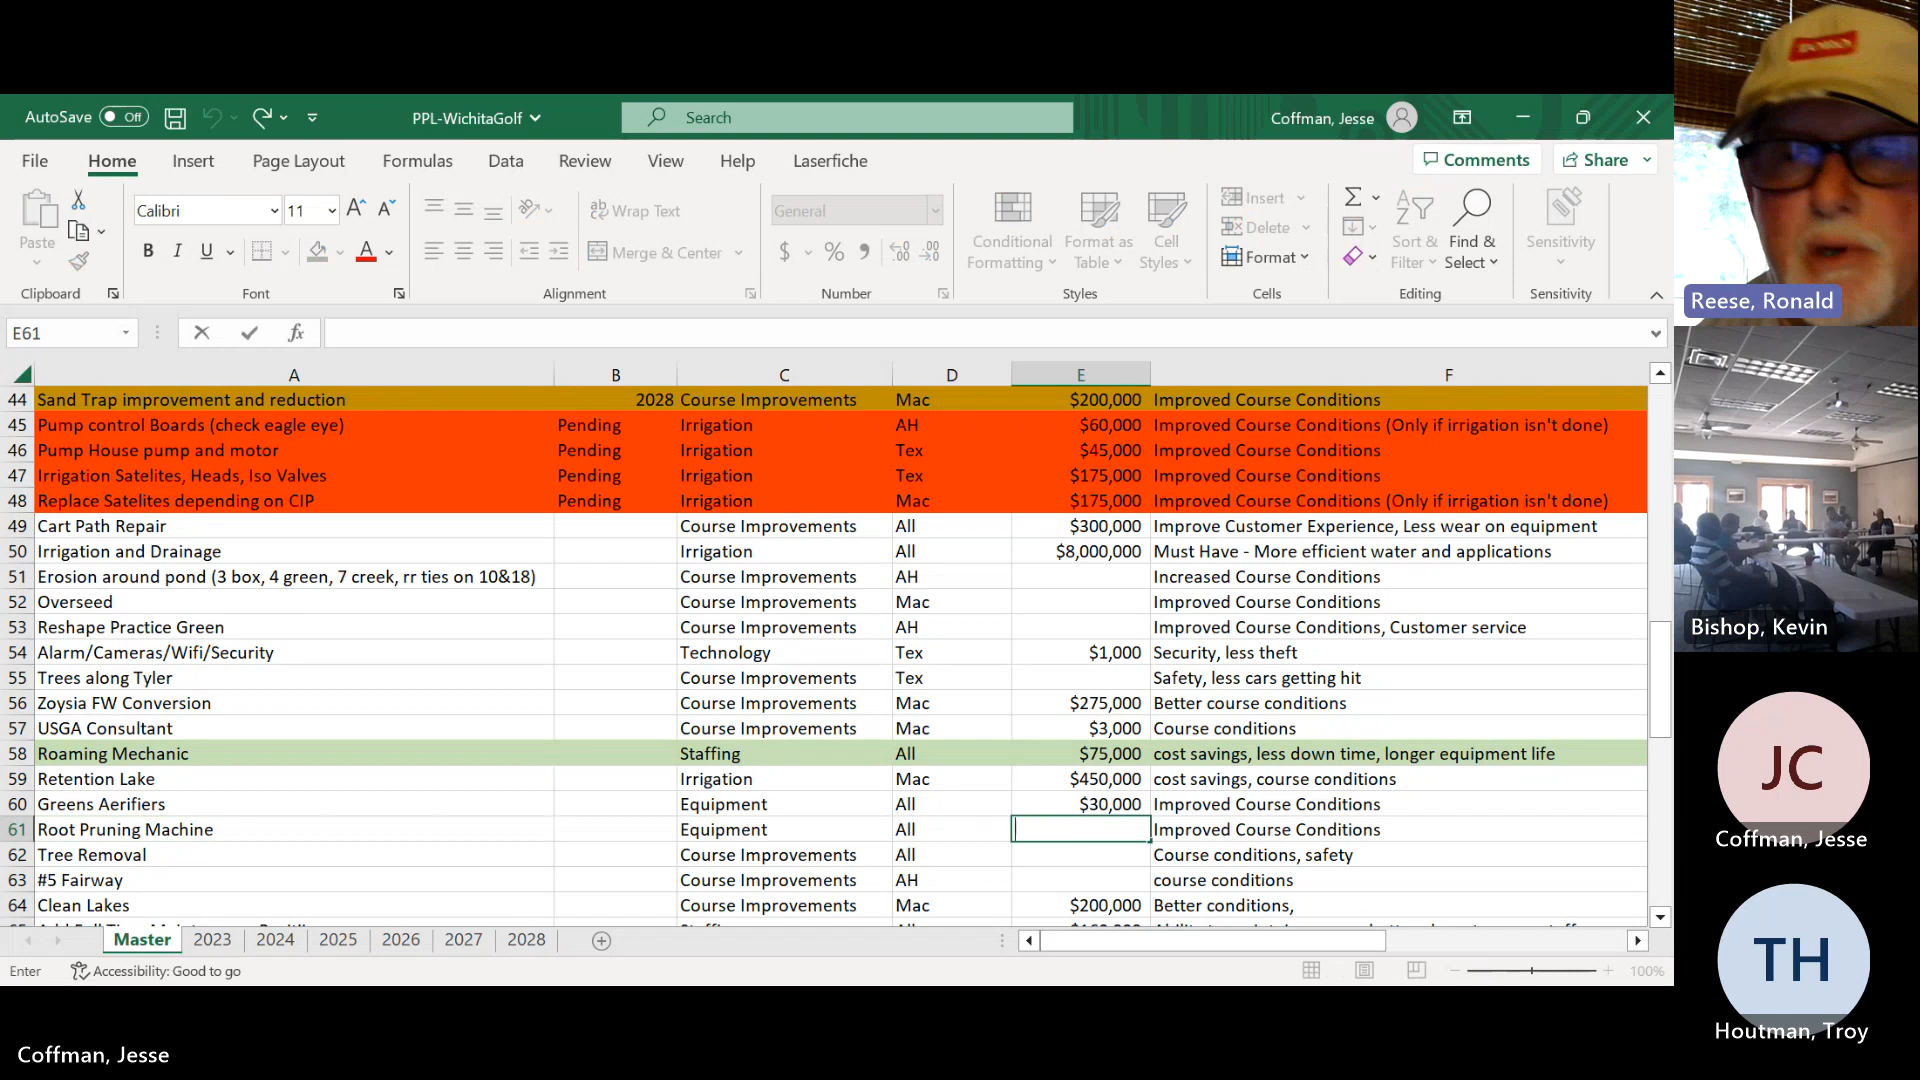 AutoSave Off PPL-WichitaGolf Search Coffman, Jesse
File Home Insert Page Layout Formulas Data Review View Help Laserfiche Comments Share
Paste Calibri 11 A A ab Wrap Text General Conditional Formatting Format as Table Cell Styles Insert Delete Format Sort & Filter Find & Select Sensitivity
B I U A Merge & Center $ % 9
Clipboard Font Alignment Number Styles Cells Editing Sensitivity
E61 fx
A B C D E F
44 Sand Trap improvement and reduction 2028 Course Improvements Mac $200,000 Improved Course Conditions
45 Pump control Boards (check eagle eye) Pending Irrigation AH $60,000 Improved Course Conditions (Only if irrigation isn't done)
46 Pump House pump and motor Pending Irrigation Tex $45,000 Improved Course Conditions
47 Irrigation Satelites, Heads, Iso Valves Pending Irrigation Tex $175,000 Improved Course Conditions
48 Replace Satelites depending on CIP Pending Irrigation Mac $175,000 Improved Course Conditions (Only if irrigation isn't done)
49 Cart Path Repair Course Improvements All $300,000 Improve Customer Experience, Less wear on equipment
50 Irrigation and Drainage Irrigation All $8,000,000 Must Have - More efficient water and applications
51 Erosion around pond (3 box, 4 green, 7 creek, rr ties on 10&18) Course Improvements AH Increased Course Conditions
52 Overseed Course Improvements Mac Improved Course Conditions
53 Reshape Practice Green Course Improvements AH Improved Course Conditions, Customer service
54 Alarm/Cameras/Wifi/Security Technology Tex $1,000 Security, less theft
55 Trees along Tyler Course Improvements Tex Safety, less cars getting hit
56 Zoysia FW Conversion Course Improvements Mac $275,000 Better course conditions
57 USGA Consultant Course Improvements Mac $3,000 Course conditions
58 Roaming Mechanic Staffing All $75,000 cost savings, less down time, longer equipment life
59 Retention Lake Irrigation Mac $450,000 cost savings, course conditions
60 Greens Aerifiers Equipment All $30,000 Improved Course Conditions
61 Root Pruning Machine Equipment All Improved Course Conditions
62 Tree Removal Course Improvements All Course conditions, safety
63 #5 Fairway Course Improvements AH course conditions
64 Clean Lakes Course Improvements Mac $200,000 Better conditions,
Master 2023 2024 2025 2026 2027 2028
Enter Accessibility: Good to go 100%
Coffman, Jesse
Reese, Ronald
Bishop, Kevin
JC
Coffman, Jesse
TH
Houtman, Troy